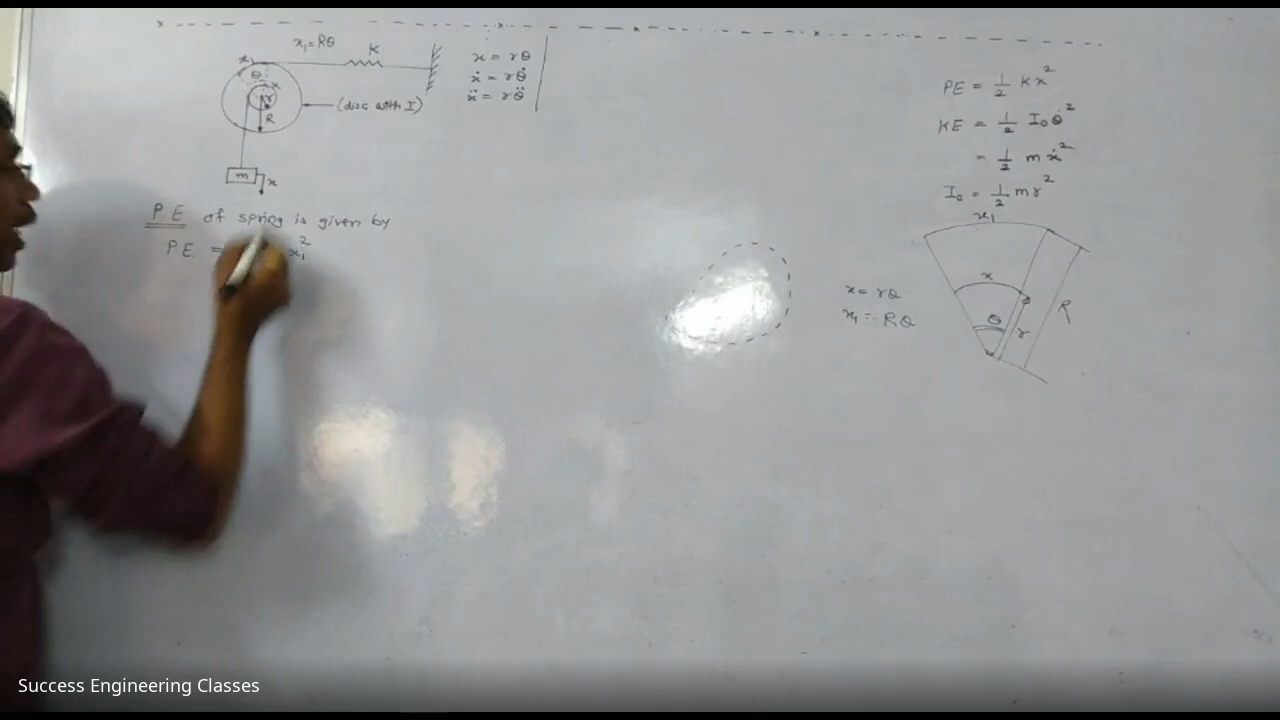 x₁ = Rθ
K
x₁
θ
x
r
R
(disc with I)
m
x
x = rθ
ẋ = rθ̇
ẍ = rθ̈
P.E of spring is given by
P.E. = x₁²
PE = 1/2 Kx²
KE = 1/2 I₀θ̇²
= 1/2 mẋ²
I₀ = 1/2 mr²
x₁
x
θ
r
R
x = rθ
x₁ = Rθ
Success Engineering Classes